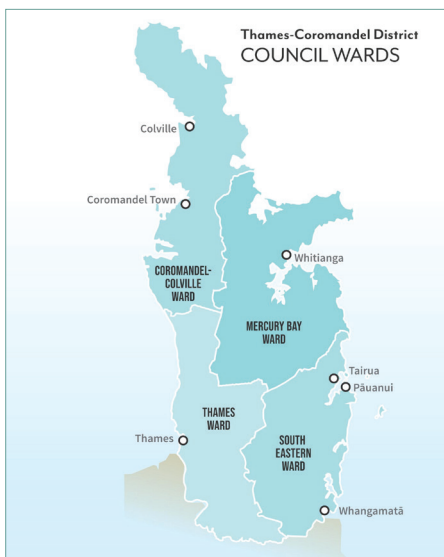 Thames-Coromandel District
COUNCIL WARDS
Colville
Coromandel Town
Whitianga
COROMANDEL-
COLVILLE
WARD
MERCURY BAY
WARD
Tairua
Pāuanui
THAMES
WARD
Thames
SOUTH
EASTERN
WARD
Whangamatā